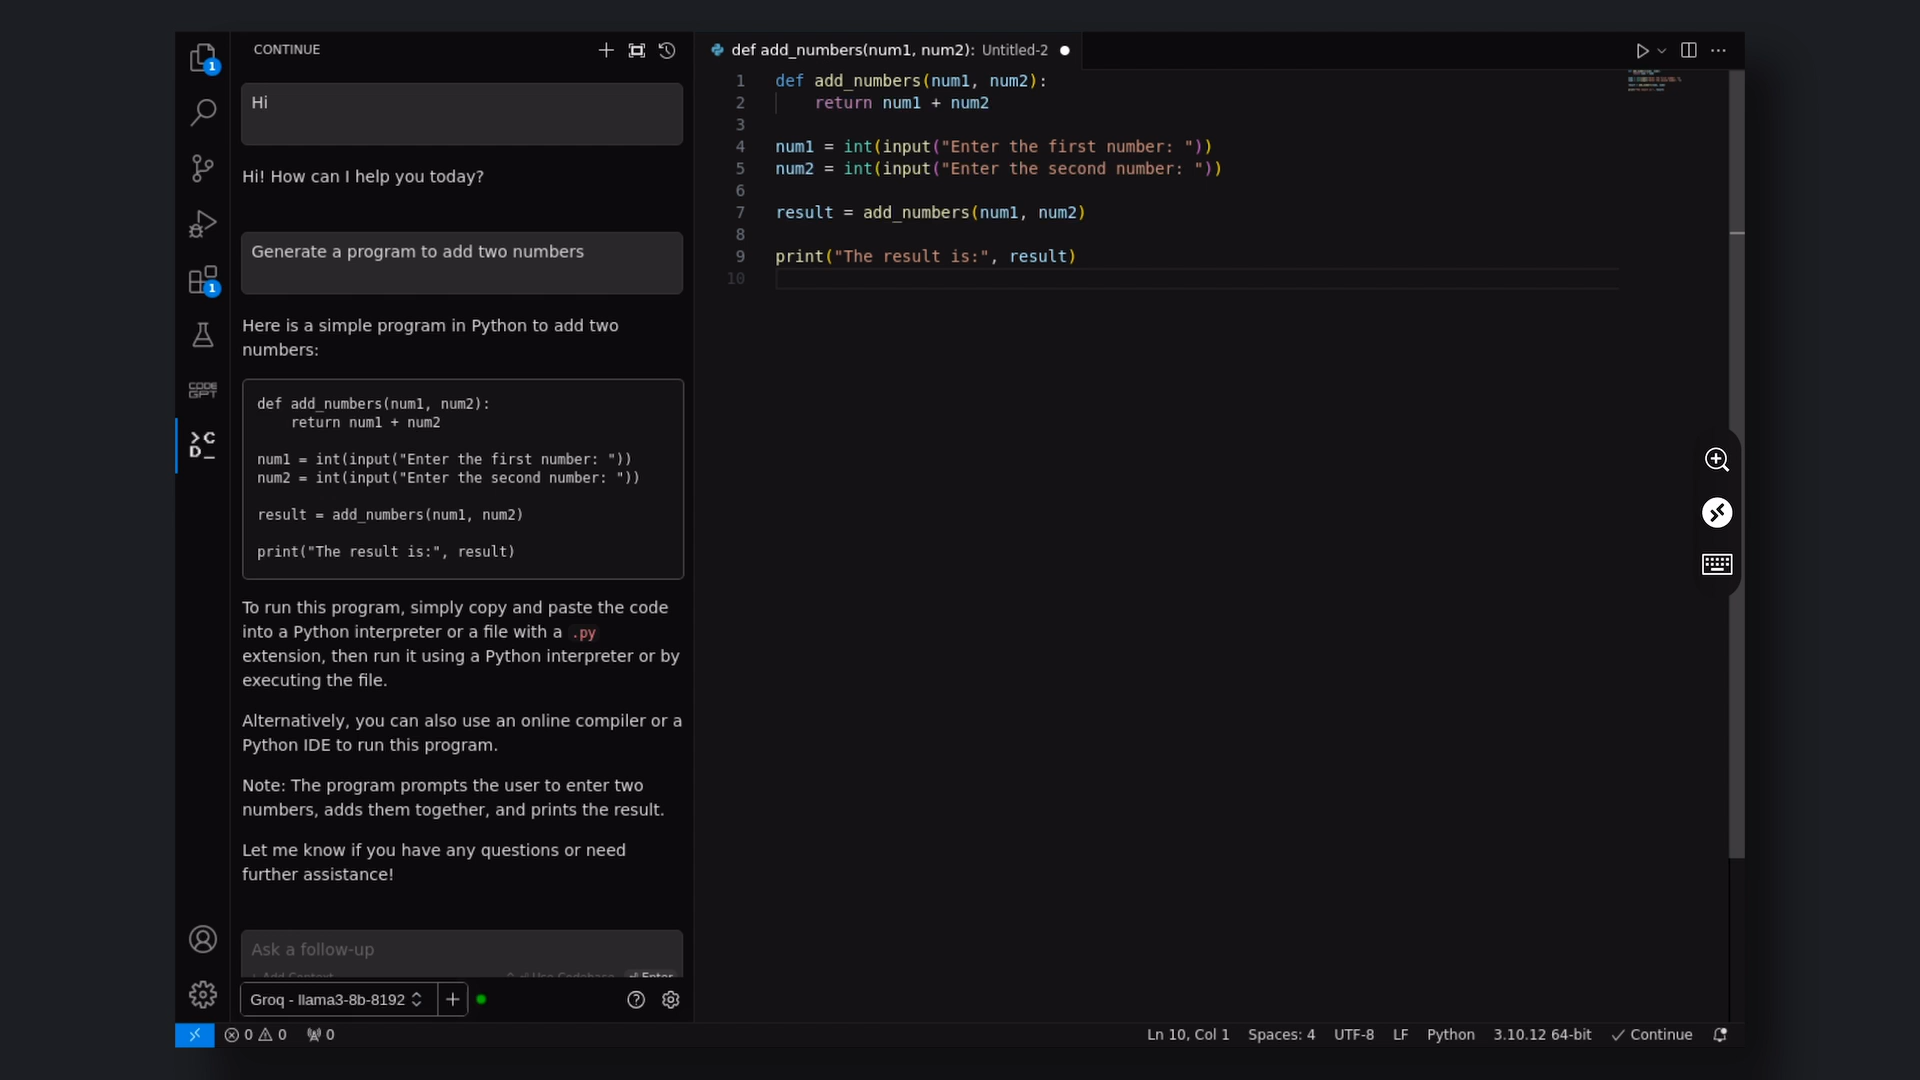 CONTINUE
Hi
Hi! How can I help you today?
Generate a program to add two numbers
Here is a simple program in Python to add two
numbers:
def add_numbers(num1, num2):
    return num1 + num2
num1 = int(input("Enter the first number: "))
num2 = int(input("Enter the second number: "))
result = add_numbers(num1, num2)
print("The result is:", result)
To run this program, simply copy and paste the code
into a Python interpreter or a file with a .py
extension, then run it using a Python interpreter or by
executing the file.
Alternatively, you can also use an online compiler or a
Python IDE to run this program.
Note: The program prompts the user to enter two
numbers, adds them together, and prints the result.
Let me know if you have any questions or need
further assistance!
Ask a follow-up
+ Add Context Use Codebase Enter
Groq - llama3-8b-8192
1
1
CODE
GPT
>C
D_
def add_numbers(num1, num2): Untitled-2
1 def add_numbers(num1, num2):
2     return num1 + num2
3
4 num1 = int(input("Enter the first number: "))
5 num2 = int(input("Enter the second number: "))
6
7 result = add_numbers(num1, num2)
8
9 print("The result is:", result)
10
0 0 0 Ln 10, Col 1 Spaces: 4 UTF-8 LF Python 3.10.12 64-bit Continue